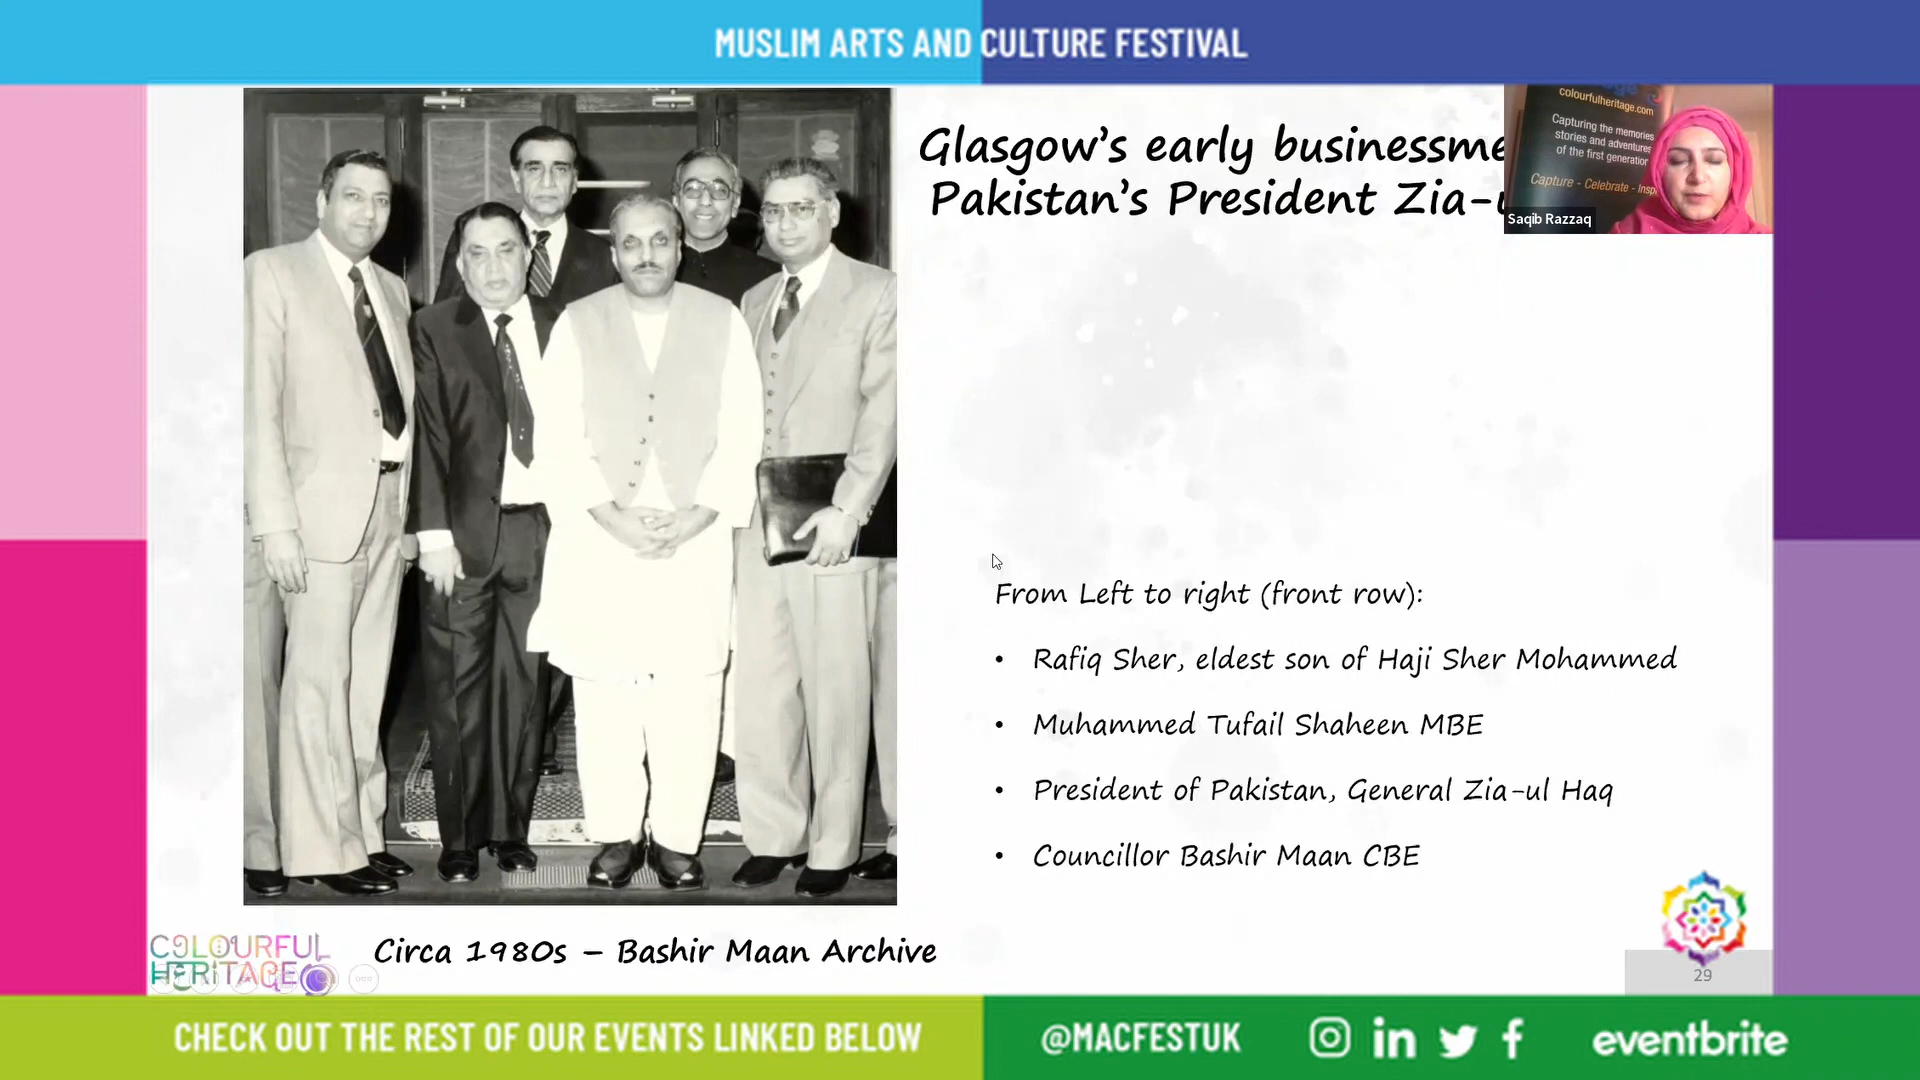 MUSLIM ARTS AND CULTURE FESTIVAL
Glasgow's early businessme
Pakistan's President Zia-u
colourfulheritage.com
Capturing the memories
stories and adventures
of the first generation
Capture - Celebrate - Insp
Saqib Razzaq
From Left to right (front row):
• Rafiq Sher, eldest son of Haji Sher Mohammed
• Muhammed Tufail Shaheen MBE
• President of Pakistan, General Zia-ul Haq
• Councillor Bashir Maan CBE
Circa 1980s – Bashir Maan Archive
COLOURFUL
HERITAGE
29
CHECK OUT THE REST OF OUR EVENTS LINKED BELOW
@MACFESTUK
eventbrite